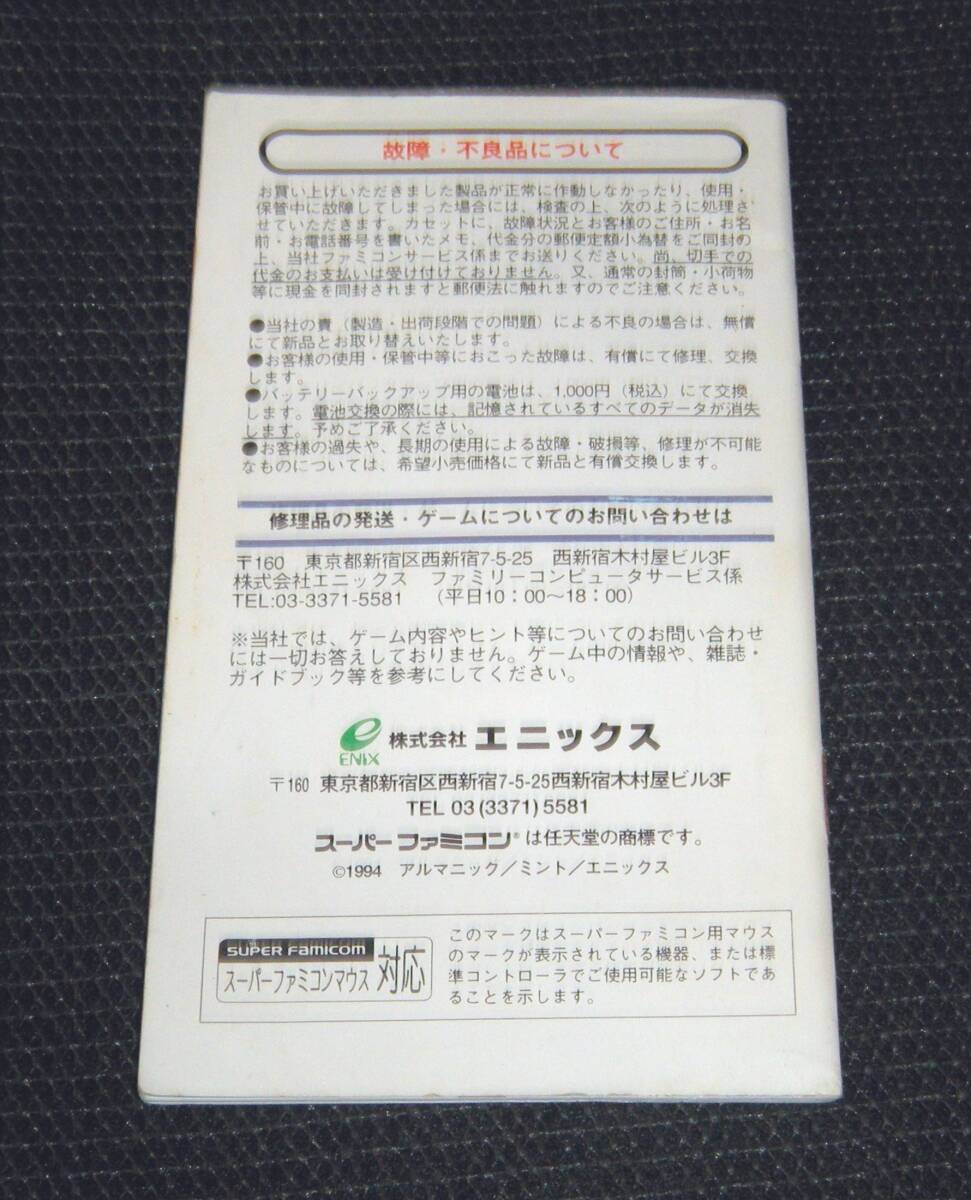 故障・不良品について
お買い上げいただきました製品が正常に作動しなかったり、使用・
保管中に故障してしまった場合には、検査の上、次のように処理さ
せていただきます。カセットに、故障状況とお客様のご住所・お名
前・お電話番号を書いたメモ、代金分の郵便定額小為替をご同封の
上、当社ファミコンサービス係までお送りください。尚、切手での
代金のお支払いは受け付けておりません。又、通常の封筒・小荷物
等に現金を同封されますと郵便法に触れますのでご注意ください。
●当社の責（製造・出荷段階での問題）による不良の場合は、無償
にて新品とお取り替えいたします。
●お客様の使用・保管中等におこった故障は、有償にて修理、交換
します。
●バッテリーバックアップ用の電池は、1,000円（税込）にて交換
します。電池交換の際には、記憶されているすべてのデータが消失
します。予めご了承ください。
●お客様の過失や、長期の使用による故障・破損等、修理が不可能
なものについては、希望小売価格にて新品と有償交換します。
修理品の発送・ゲームについてのお問い合わせは
〒160 東京都新宿区西新宿7-5-25 西新宿木村屋ビル3F
株式会社エニックス ファミリーコンピュータサービス係
TEL:03-3371-5581 （平日10：00～18：00）
※当社では、ゲーム内容やヒント等についてのお問い合わせ
には一切お答えしておりません。ゲーム中の情報や、雑誌・
ガイドブック等を参考にしてください。
e ENIX 株式会社 エニックス
〒160 東京都新宿区西新宿7-5-25西新宿木村屋ビル3F
TEL 03(3371)5581
スーパーファミコン®は任天堂の商標です。
©1994 アルマニック／ミント／エニックス
SUPER FAMICOM
スーパーファミコンマウス 対応
このマークはスーパーファミコン用マウス
のマークが表示されている機器、または標
準コントローラでご使用可能なソフトであ
ることを示します。